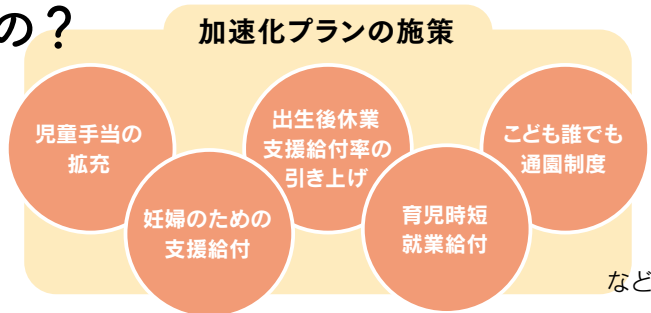 の？
加速化プランの施策
児童手当の
拡充
妊婦のための
支援給付
出生後休業
支援給付率の
引き上げ
育児時短
就業給付
こども誰でも
通園制度
など